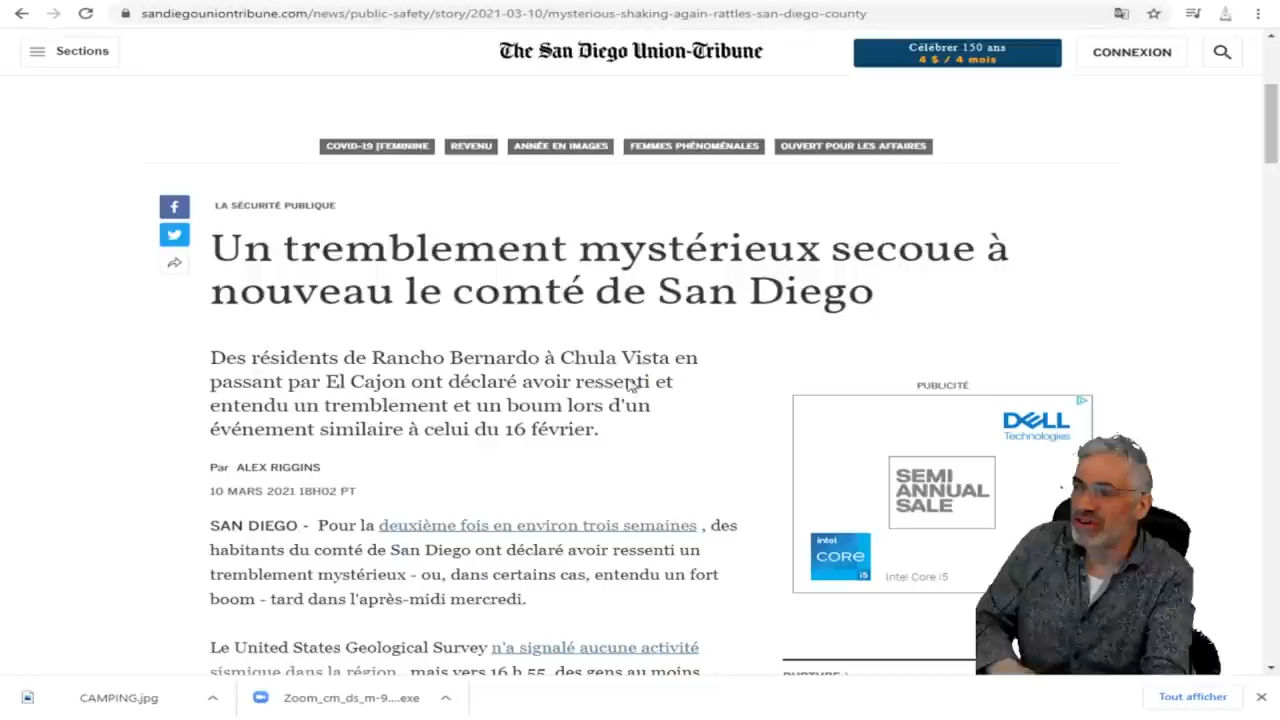 sandiegouniontribune.com/news/public-safety/story/2021-03-10/mysterious-shaking-again-rattles-san-diego-county
Sections
The San Diego Union-Tribune
Célébrer 150 ans
4 $ / 4 mois
CONNEXION
COVID-19 [FEMININE
REVENU
ANNÉE EN IMAGES
FEMMES PHÉNOMÉNALES
OUVERT POUR LES AFFAIRES
LA SÉCURITÉ PUBLIQUE
Un tremblement mystérieux secoue à
nouveau le comté de San Diego
Des résidents de Rancho Bernardo à Chula Vista en
passant par El Cajon ont déclaré avoir ressenti et
entendu un tremblement et un boum lors d'un
événement similaire à celui du 16 février.
Par ALEX RIGGINS
10 MARS 2021 18H02 PT
SAN DIEGO - Pour la deuxième fois en environ trois semaines , des
habitants du comté de San Diego ont déclaré avoir ressenti un
tremblement mystérieux - ou, dans certains cas, entendu un fort
boom - tard dans l'après-midi mercredi.
Le United States Geological Survey n'a signalé aucune activité
sismique dans la région , mais vers 16 h 55, des gens au moins
PUBLICITÉ
DELL
Technologies
SEMI
ANNUAL
SALE
intel
CORE
i5
Intel Core i5
CAMPING.jpg
Zoom_cm_ds_m-9....exe
Tout afficher